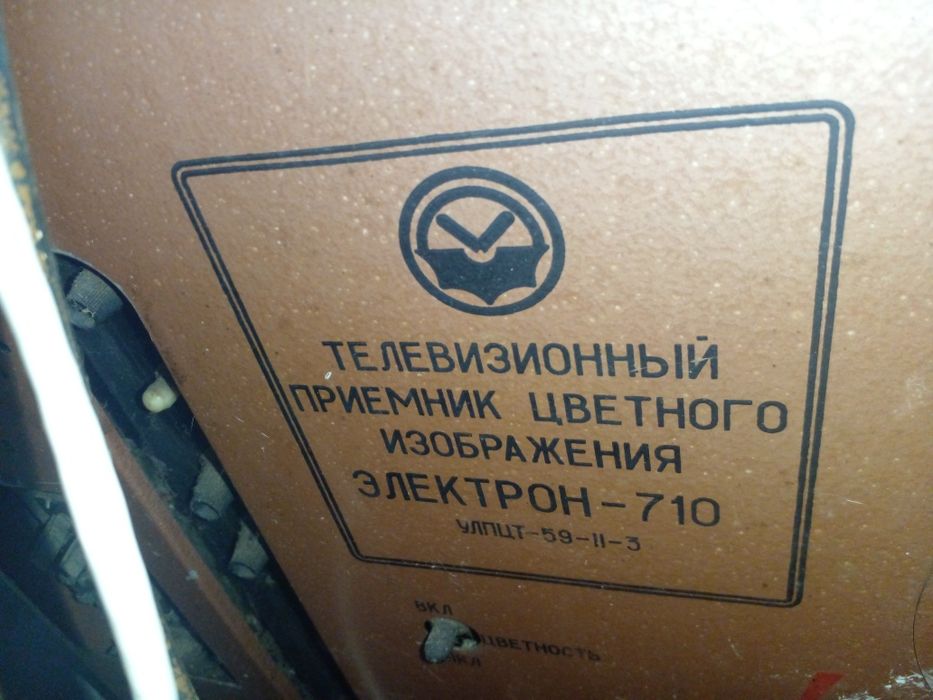 ТЕЛЕВИЗИОННЫЙ
ПРИЕМНИК ЦВЕТНОГО
ИЗОБРАЖЕНИЯ
ЭЛЕКТРОН-710
УЛПЦТ-59-II-3
ВКЛ
ЦВЕТНОСТЬ